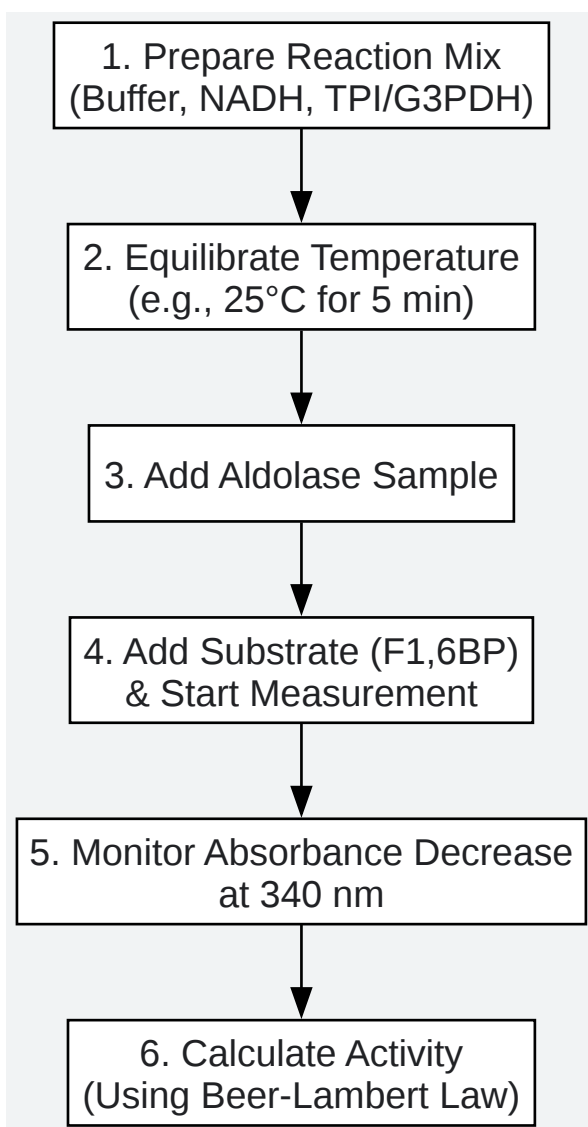 1. Prepare Reaction Mix
(Buffer, NADH, TPI/G3PDH)
2. Equilibrate Temperature
(e.g., 25°C for 5 min)
3. Add Aldolase Sample
4. Add Substrate (F1,6BP)
& Start Measurement
5. Monitor Absorbance Decrease
at 340 nm
6. Calculate Activity
(Using Beer-Lambert Law)